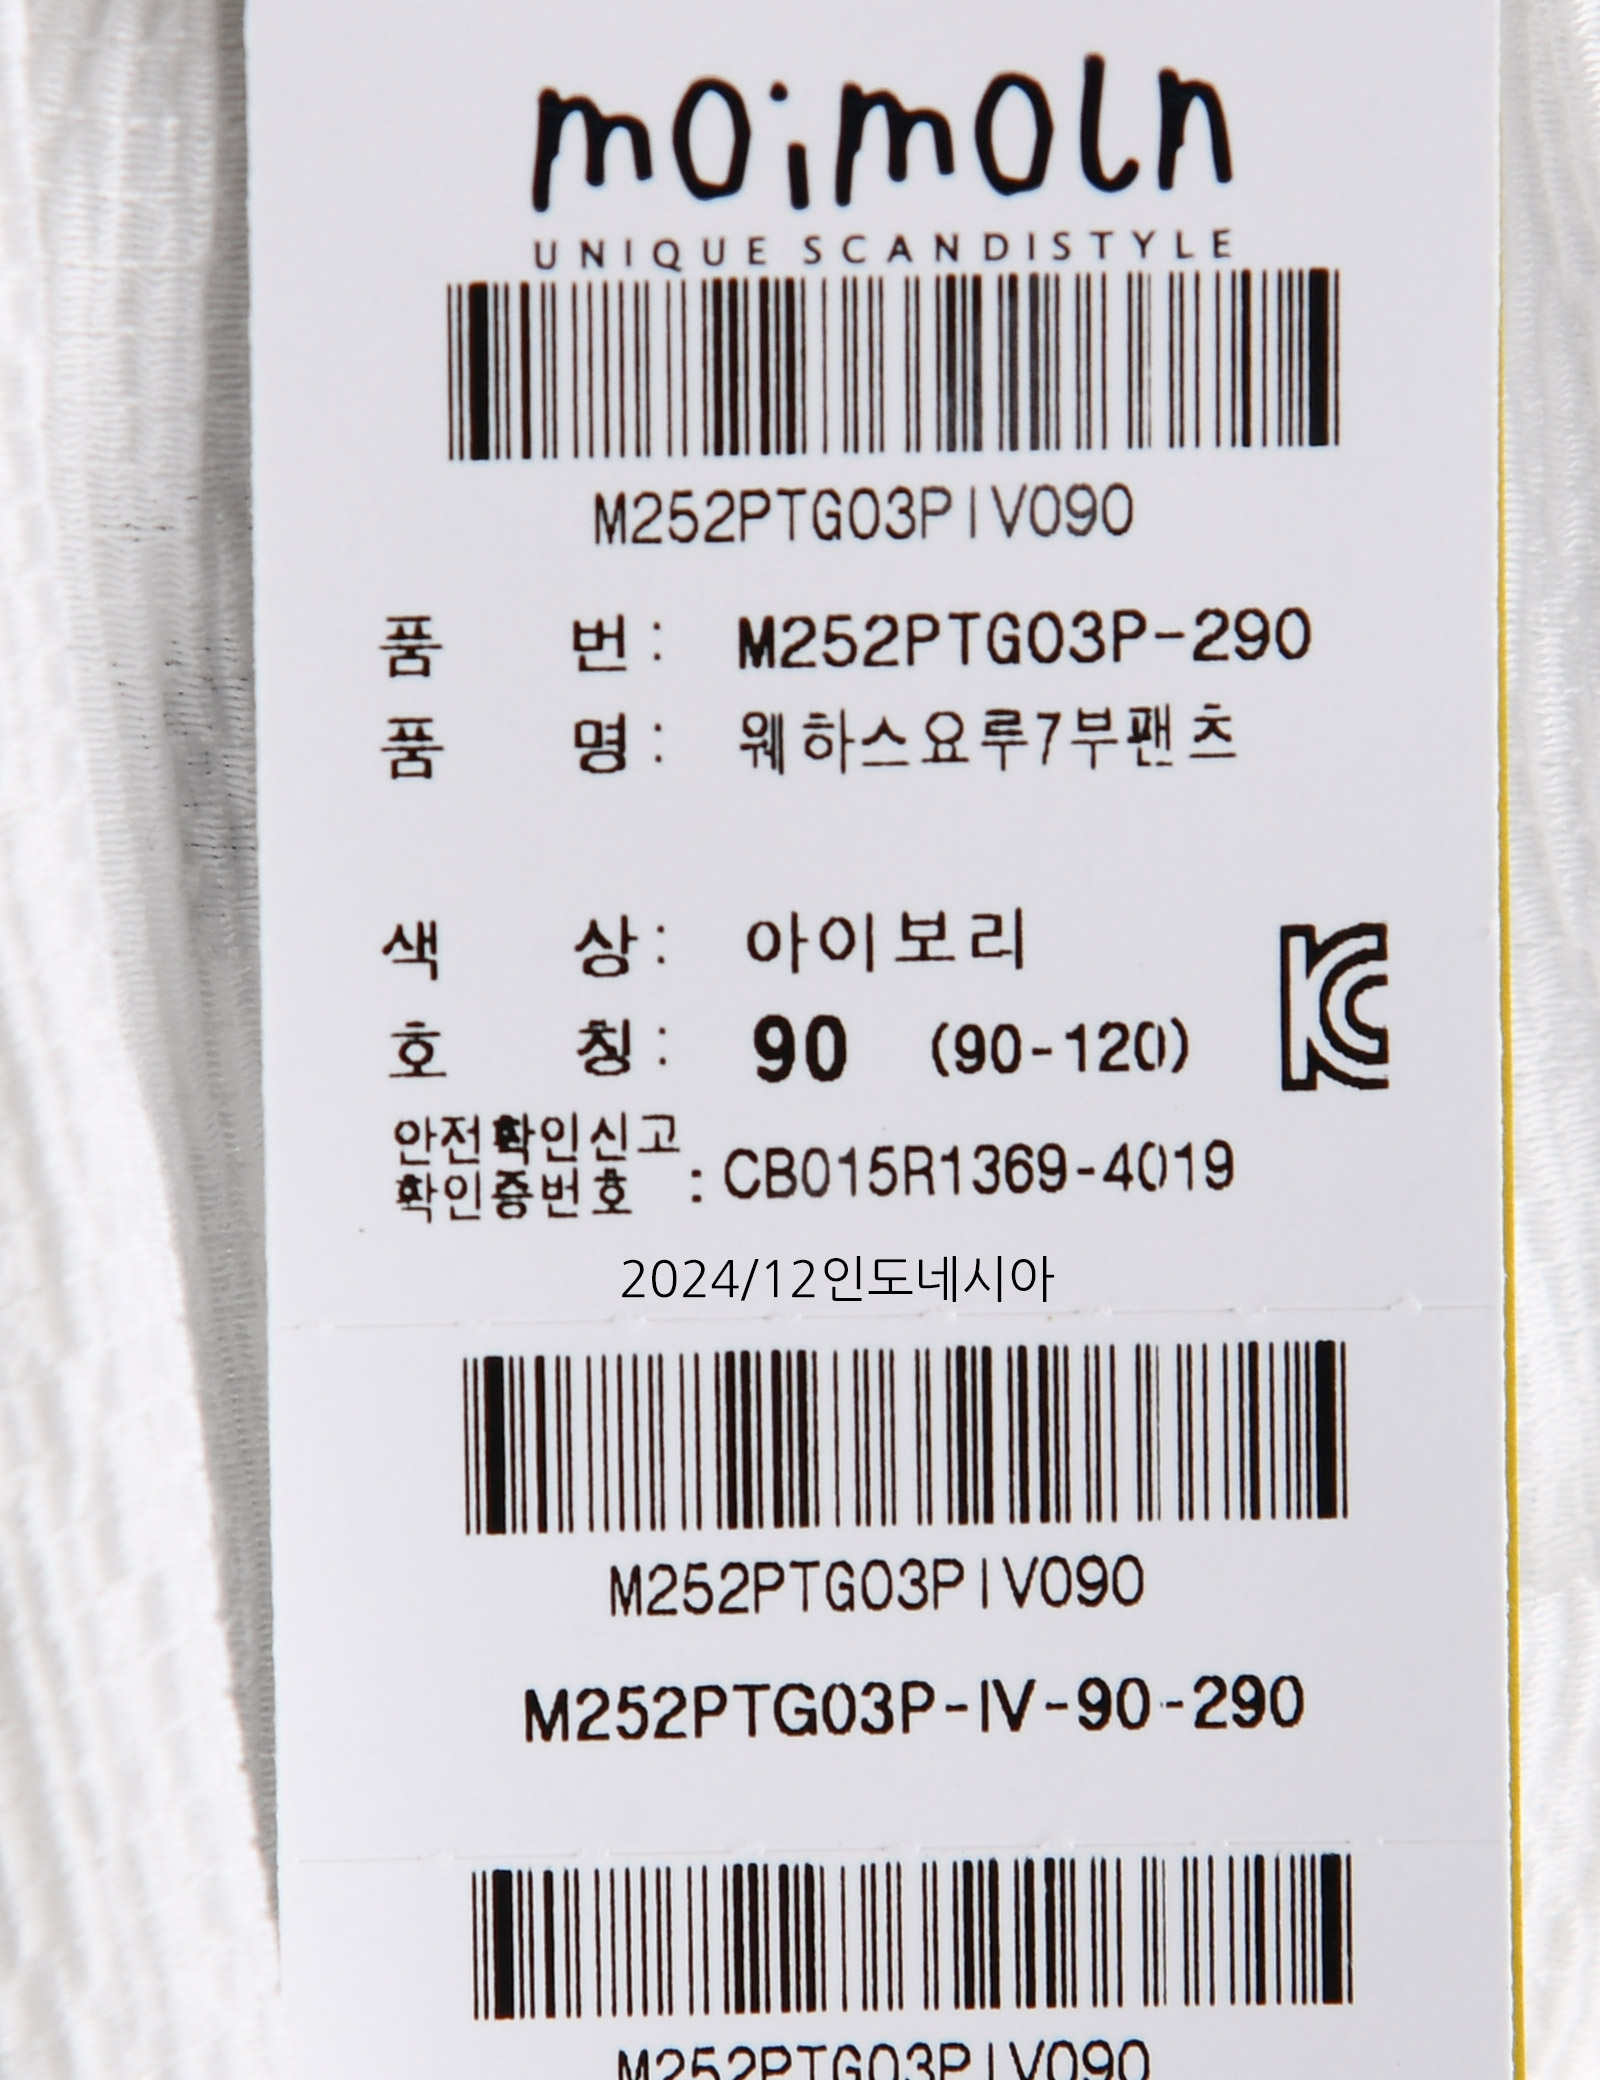 moimoln
UNIQUE SCANDISTYLE
M252PTG03PIV090
품 번: M252PTG03P-290
품 명: 웨하스요루7부팬츠
색 상: 아이보리
호 칭: 90 (90-120)
안전확인신고
확인증번호 : CB015R1369-4019
2024/12인도네시아
M252PTG03PIV090
M252PTG03P-IV-90-290
M252PTG03PIV090